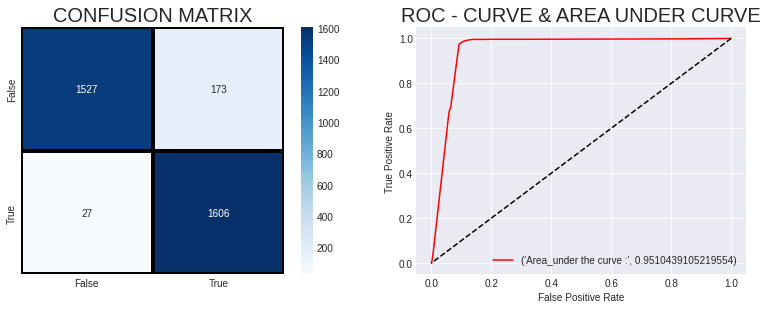 CONFUSION MATRIX
False
True
1527
173
27
1606
False
True
1600
1400
1200
1000
800
600
400
200
ROC - CURVE & AREA UNDER CURVE
True Positive Rate
1.0
0.8
0.6
0.4
0.2
0.0
('Area_under the curve :', 0.9510439105219554)
0.0
0.2
0.4
0.6
0.8
1.0
False Positive Rate